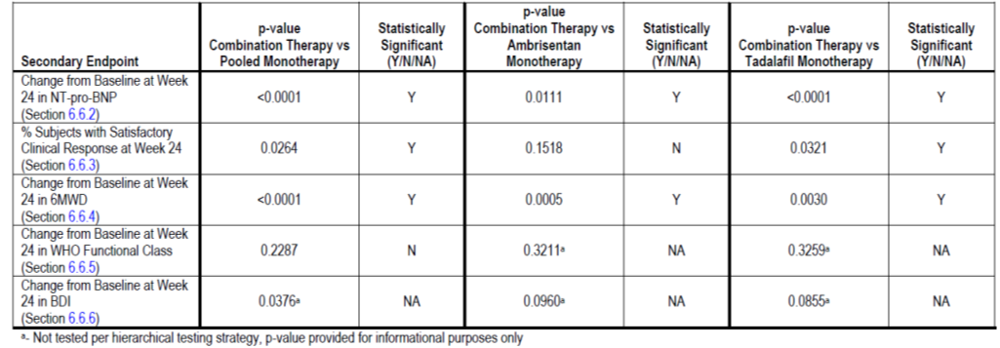 Secondary Endpoint
p-value
Combination Therapy vs
Pooled Monotherapy
Statistically
Significant
(Y/N/NA)
p-value
Combination Therapy vs
Ambrisentan
Monotherapy
Statistically
Significant
(Y/N/NA)
p-value
Combination Therapy vs
Tadalafil Monotherapy
Statistically
Significant
(Y/N/NA)
Change from Baseline at Week
24 in NT-pro-BNP
(Section 6.6.2)
<0.0001
Y
0.0111
Y
<0.0001
Y
% Subjects with Satisfactory
Clinical Response at Week 24
(Section 6.6.3)
0.0264
Y
0.1518
N
0.0321
Y
Change from Baseline at Week
24 in 6MWD
(Section 6.6.4)
<0.0001
Y
0.0005
Y
0.0030
Y
Change from Baseline at Week
24 in WHO Functional Class
(Section 6.6.5)
0.2287
N
0.3211ª
NA
0.3259ª
NA
Change from Baseline at Week
24 in BDI
(Section 6.6.6)
0.0376ª
NA
0.0960ª
NA
0.0855ª
NA
ª- Not tested per hierarchical testing strategy, p-value provided for informational purposes only